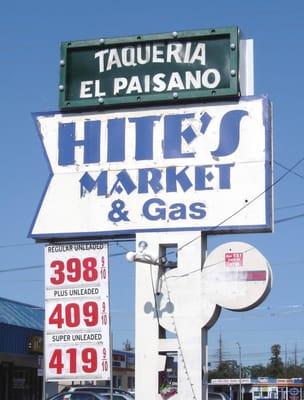 TAQUERIA
EL PAISANO
HITE'S
MARKET
& GAS
REGULAR UNLEADED
398 9/10
PLUS UNLEADED
409 9/10
SUPER UNLEADED
419 9/10